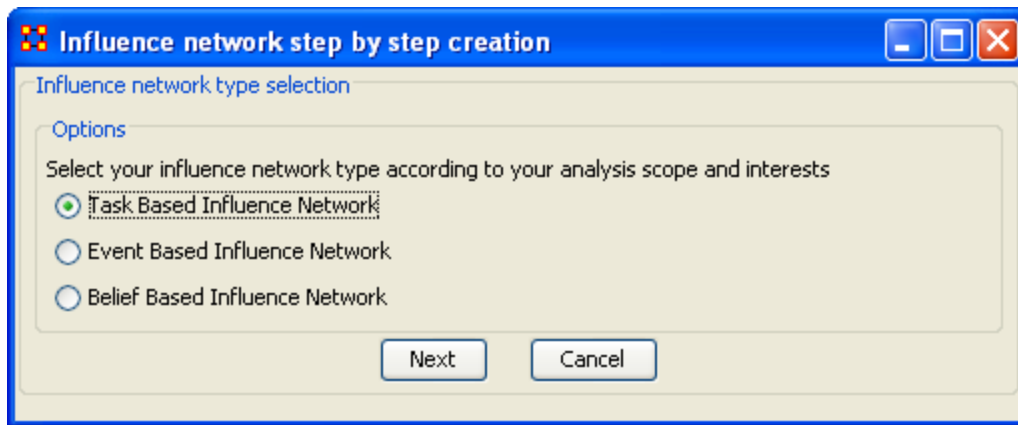 Influence network step by step creation
Influence network type selection
Options
Select your influence network type according to your analysis scope and interests
Task Based Influence Network
Event Based Influence Network
Belief Based Influence Network
Next Cancel